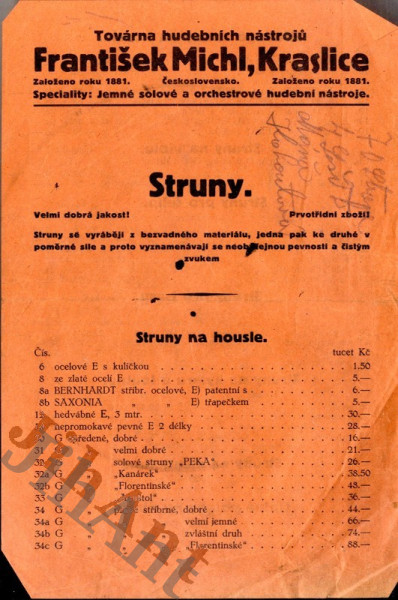 Továrna hudebních nástrojů
František Michl, Kraslice
Založeno roku 1881. Československo. Založeno roku 1881.
Speciality: Jemné solové a orchestrové hudební nástroje.
Struny.
Velmi dobrá jakost! Prvotřídní zboží!
Struny se vyrábějí z bezvadného materiálu, jedna pak ke druhé v
poměrné síle a proto vyznamenávají se neobyčejnou pevností a čistým
zvukem
Struny na housle.
Čís. tucet Kč
6 ocelové E s kuličkou 1.50
8 ze zlaté oceli E 5.—
8a BERNHARDT stříbr. ocelové, E) patentní s 6.—
8b SAXONIA „ „ E) třapečkem 5.—
hedvábné E, 3 mtr. 30.—
nepromokavé pevné E 2 délky 28.—
G dobré 16.—
31 G „ velmi dobré 21.—
32 G „ solové struny „PEKA" 26.—
32a G „ „Kanárek" 38.50
32b G „ „Florentinské" 48.—
33 G „ 36.—
34 G „ stříbrné, dobré 44.—
34a G „ „ velmi jemné 66.—
34b G „ „ zvláštní druh 74.—
34c G „ „ „Florentinské" 88.—
JihAnt
JihAnt